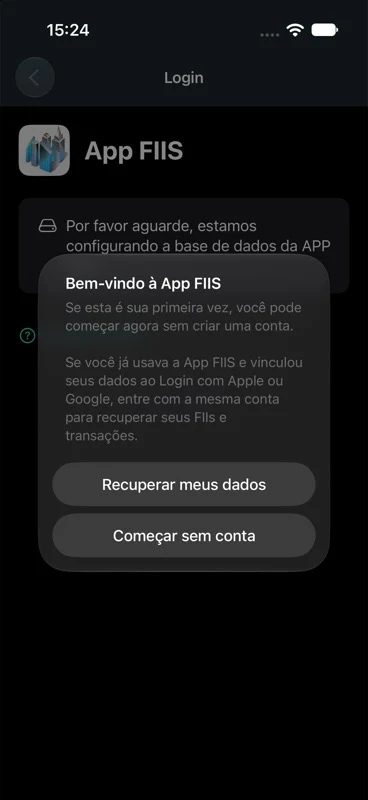 15:24
Login
App FIIS
Por favor aguarde, estamos
configurando a base de dados da APP
Bem-vindo à App FIIS
Se esta é sua primeira vez, você pode
começar agora sem criar uma conta.
Se você já usava a App FIIS e vinculou
seus dados ao Login com Apple ou
Google, entre com a mesma conta
para recuperar seus FIIs e
transações.
Recuperar meus dados
Começar sem conta